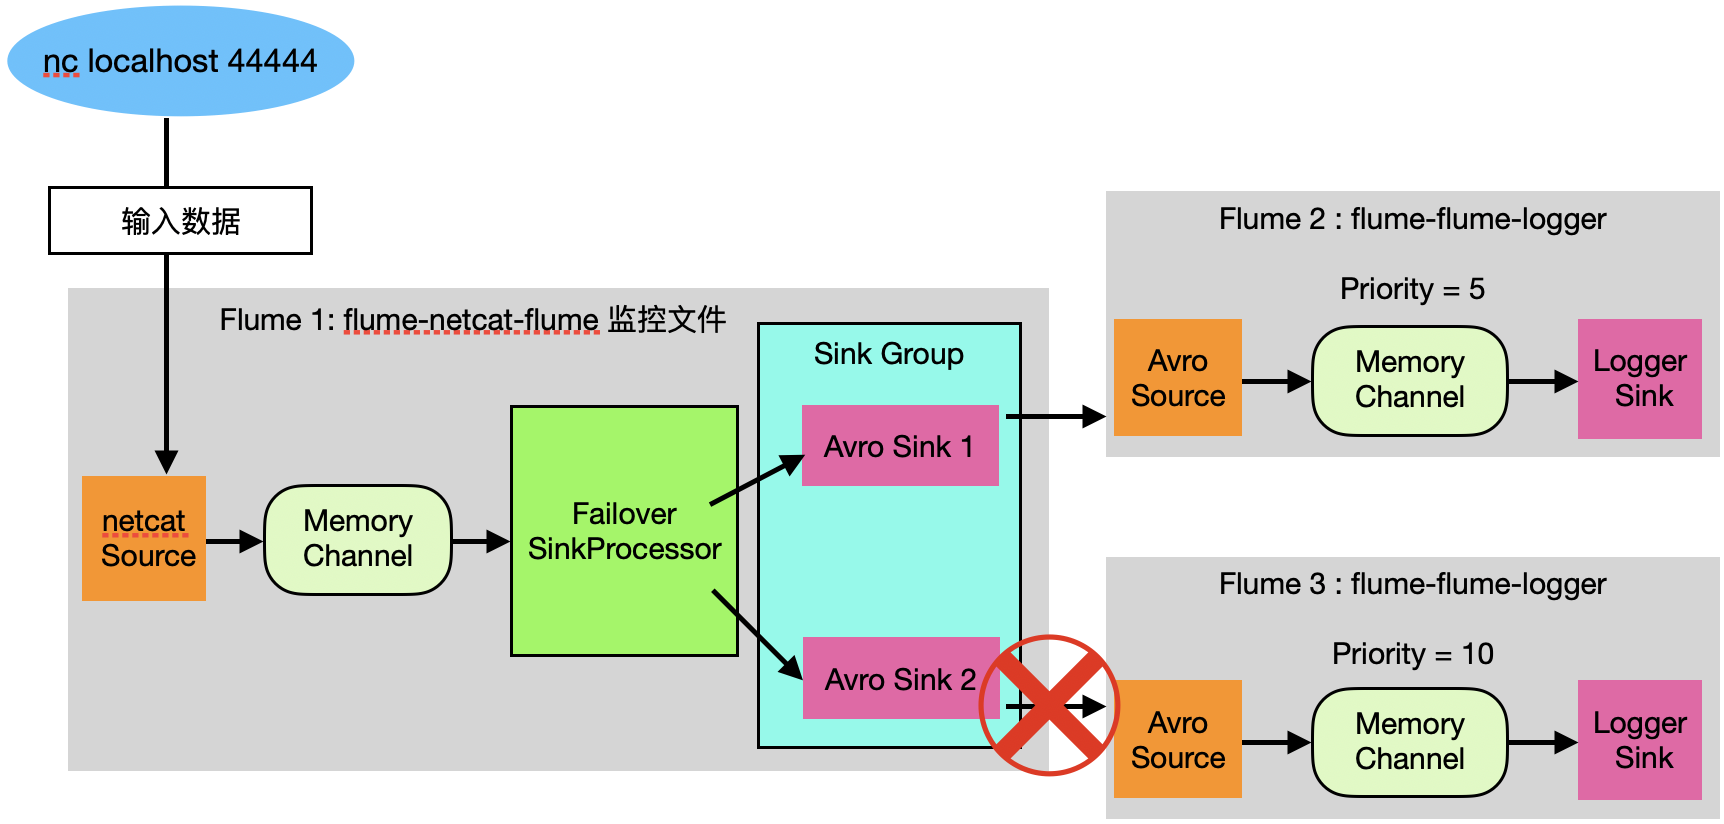 nc localhost 44444
输入数据
Flume 1: flume-netcat-flume 监控文件
netcat
Source
Memory
Channel
Failover
SinkProcessor
Sink Group
Avro Sink 1
Avro Sink 2
Flume 2 : flume-flume-logger
Priority = 5
Avro
Source
Memory
Channel
Logger
Sink
Flume 3 : flume-flume-logger
Priority = 10
Avro
Source
Memory
Channel
Logger
Sink